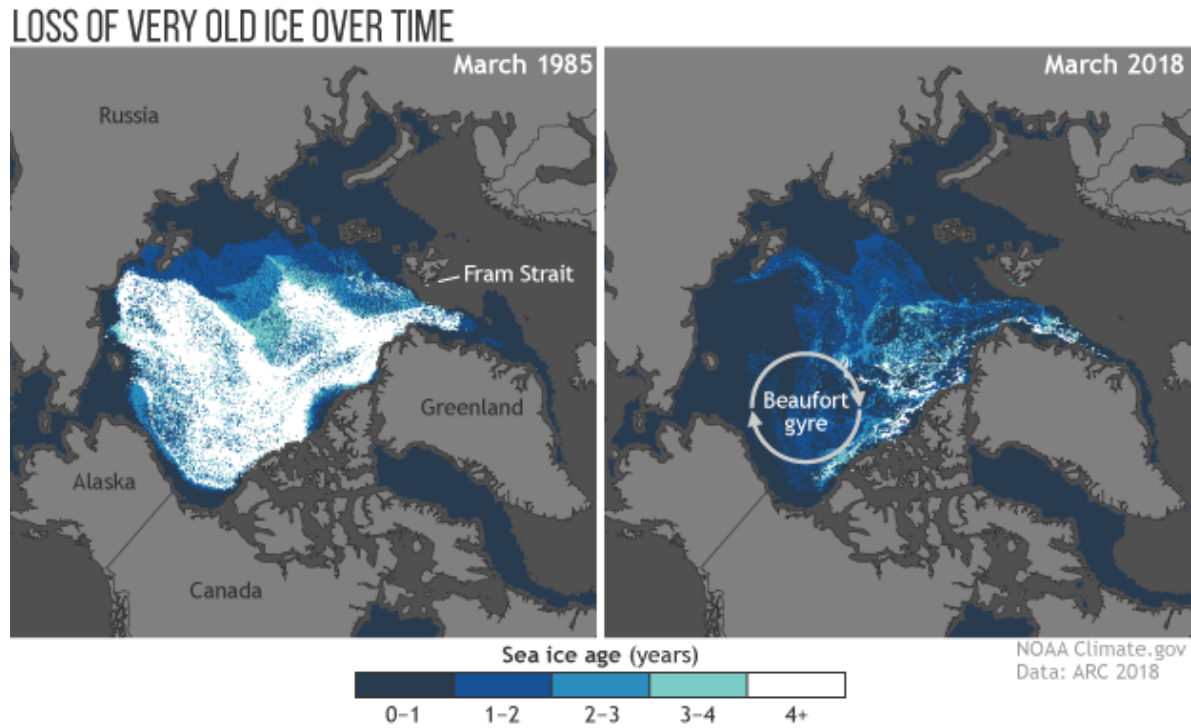 LOSS OF VERY OLD ICE OVER TIME
March 1985
March 2018
Russia
Fram Strait
Greenland
Beaufort
gyre
Alaska
Canada
Sea ice age (years)
0–1 1–2 2–3 3–4 4+
NOAA Climate.gov
Data: ARC 2018